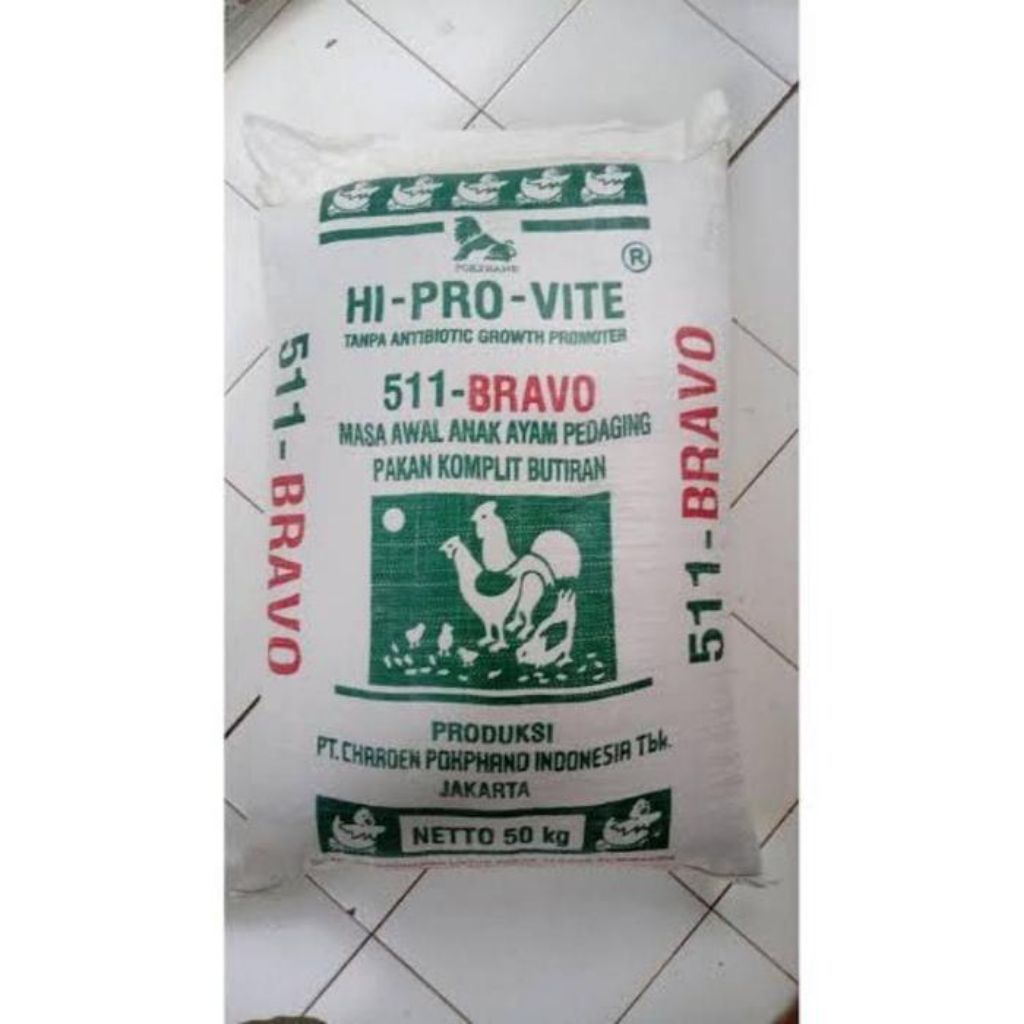 POKPHAND
®
HI-PRO-VITE
TANPA ANTIBIOTIC GROWTH PROMOTER
511-BRAVO
MASA AWAL ANAK AYAM PEDAGING
PAKAN KOMPLIT BUTIRAN
511-BRAVO
511-BRAVO
PRODUKSI
PT. CHAROEN POKPHAND INDONESIA Tbk.
JAKARTA
NETTO 50 kg